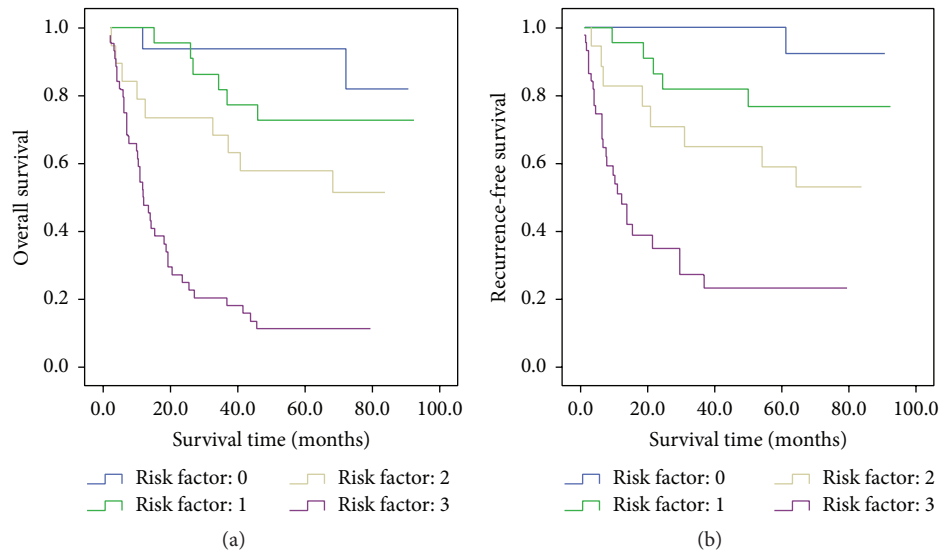 1.0
0.8
0.6
0.4
0.2
0.0
Overall survival
0.0 20.0 40.0 60.0 80.0 100.0
Survival time (months)
Risk factor: 0
Risk factor: 2
Risk factor: 1
Risk factor: 3
(a)
1.0
0.8
0.6
0.4
0.2
0.0
Recurrence-free survival
0.0 20.0 40.0 60.0 80.0 100.0
Survival time (months)
Risk factor: 0
Risk factor: 2
Risk factor: 1
Risk factor: 3
(b)